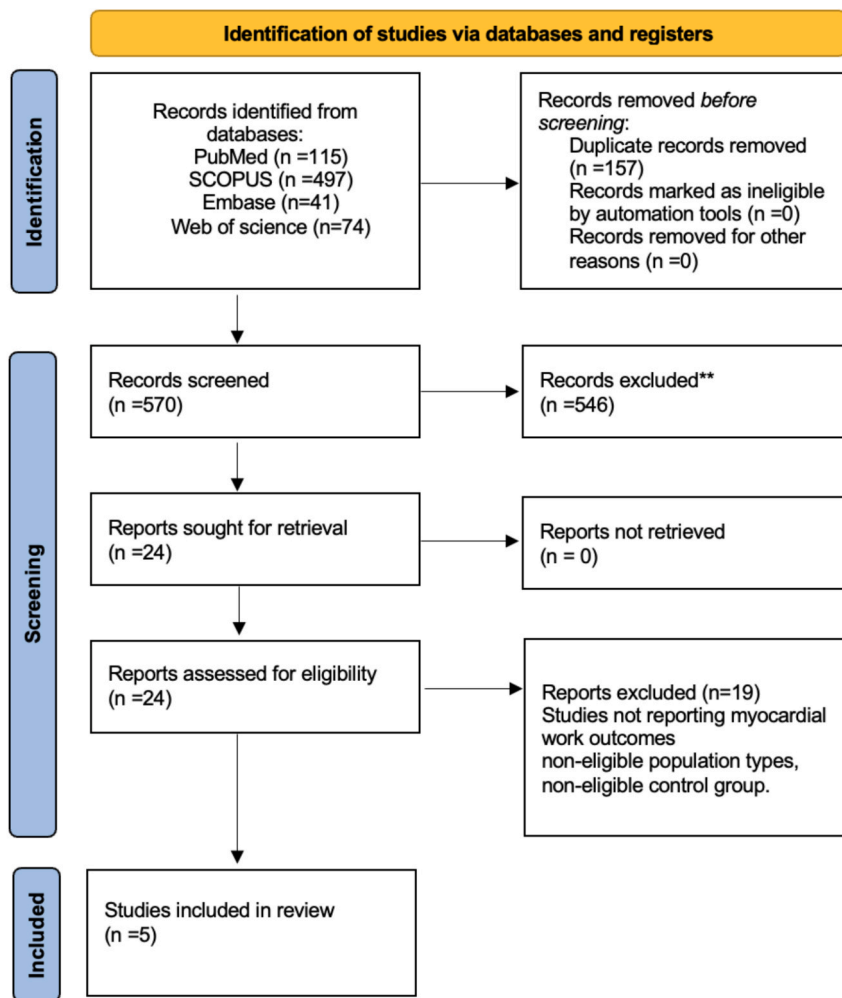 Identification of studies via databases and registers
Identification
Records identified from
databases:
PubMed (n =115)
SCOPUS (n =497)
Embase (n=41)
Web of science (n=74)
Records removed before
screening:
Duplicate records removed
(n =157)
Records marked as ineligible
by automation tools (n =0)
Records removed for other
reasons (n =0)
Screening
Records screened
(n =570)
Records excluded**
(n =546)
Reports sought for retrieval
(n =24)
Reports not retrieved
(n = 0)
Reports assessed for eligibility
(n =24)
Reports excluded (n=19)
Studies not reporting myocardial
work outcomes
non-eligible population types,
non-eligible control group.
Included
Studies included in review
(n =5)